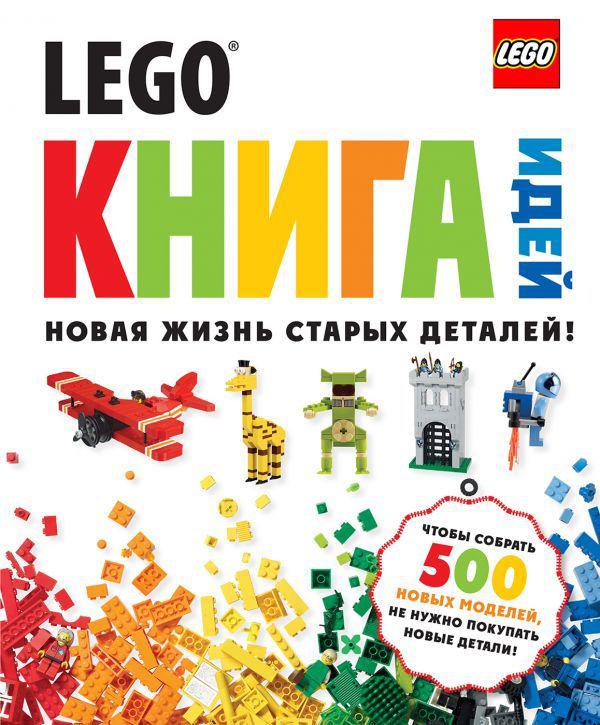 LEGO®
LEGO
КНИГА
ИДЕЙ
НОВАЯ ЖИЗНЬ СТАРЫХ ДЕТАЛЕЙ!
ЧТОБЫ СОБРАТЬ
500
НОВЫХ МОДЕЛЕЙ,
НЕ НУЖНО ПОКУПАТЬ
НОВЫЕ ДЕТАЛИ!